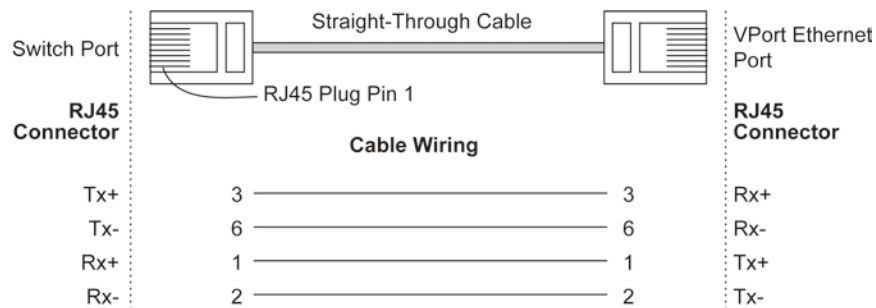 Straight-Through Cable
Switch Port
VPort Ethernet
Port
RJ45 Plug Pin 1
RJ45
Connector
RJ45
Connector
Cable Wiring
Tx+ 3 3 Rx+
Tx- 6 6 Rx-
Rx+ 1 1 Tx+
Rx- 2 2 Tx-